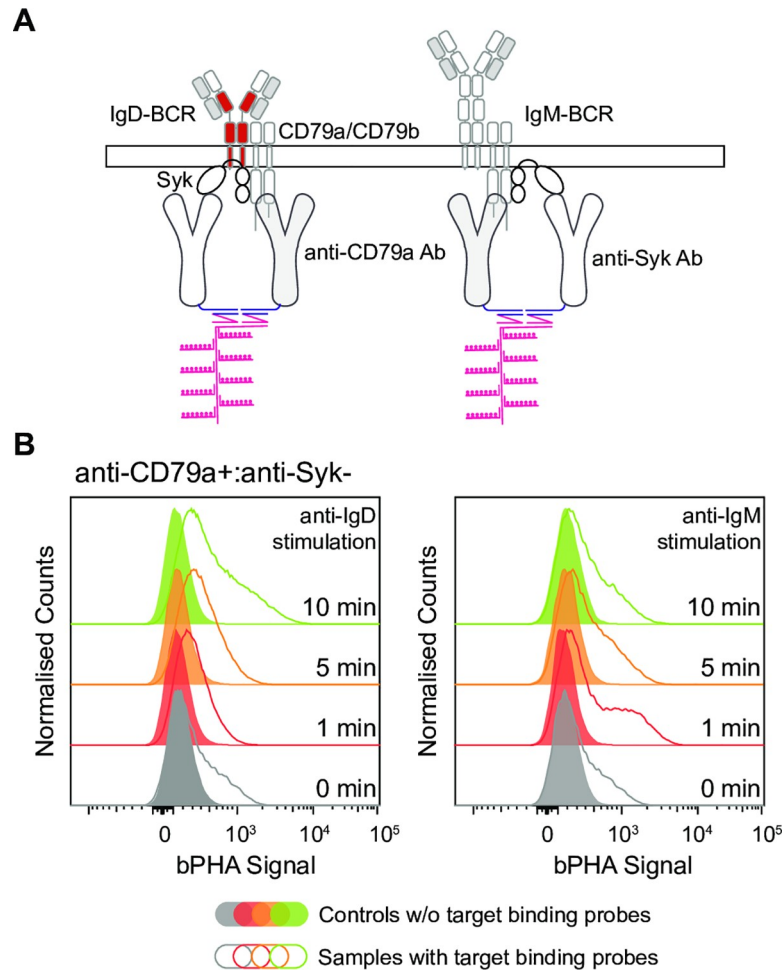 A
IgD-BCR
IgM-BCR
CD79a/CD79b
Syk
anti-CD79a Ab
anti-Syk Ab
B
anti-CD79a+:anti-Syk-
Normalised Counts
anti-IgD
stimulation
10 min
5 min
1 min
0 min
0 10³ 10⁴ 10⁵
bPHA Signal
Normalised Counts
anti-IgM
stimulation
10 min
5 min
1 min
0 min
0 10³ 10⁴ 10⁵
bPHA Signal
Controls w/o target binding probes
Samples with target binding probes